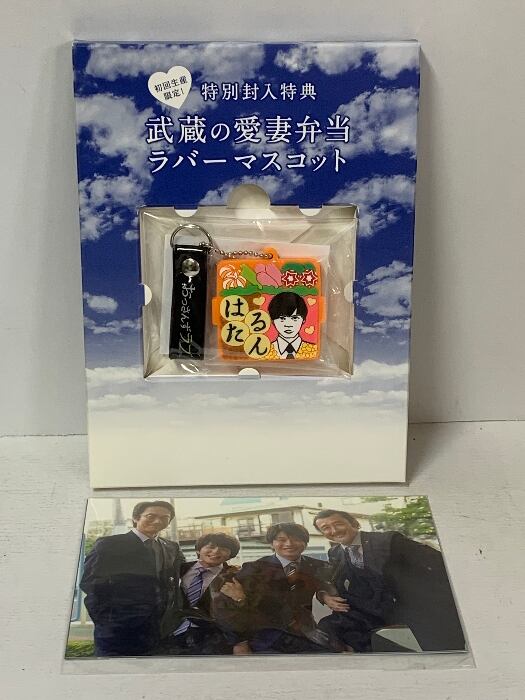 初回生産
限定!
特別封入特典
武蔵の愛妻弁当
ラバーマスコット
おっさんずラブ
はるたん